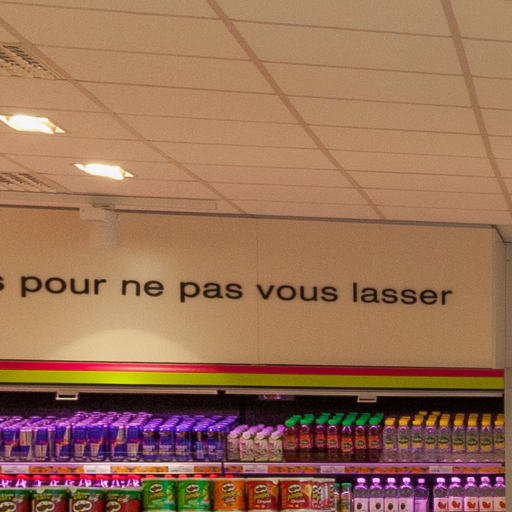 s pour ne pas vous lasser